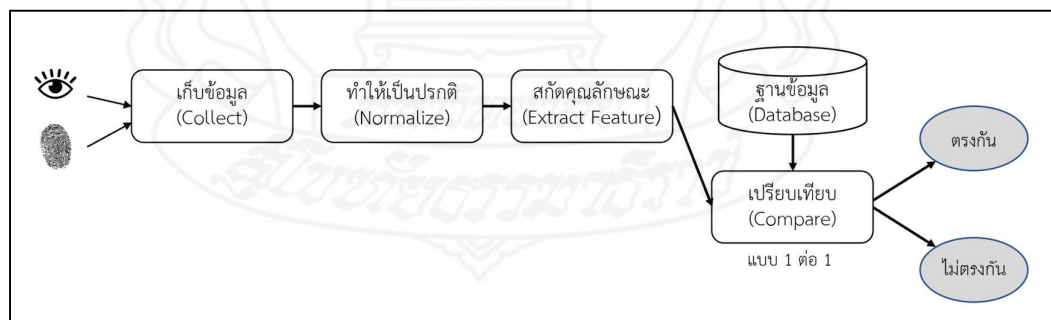 เก็บข้อมูล
(Collect)
ทำให้เป็นปรกติ
(Normalize)
สกัดคุณลักษณะ
(Extract Feature)
ฐานข้อมูล
(Database)
เปรียบเทียบ
(Compare)
แบบ 1 ต่อ 1
ตรงกัน
ไม่ตรงกัน